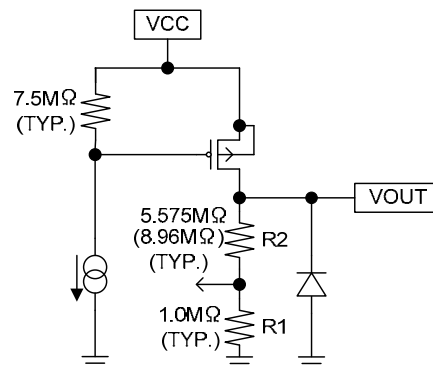 VCC
7.5MΩ
(TYP.)
VOUT
5.575MΩ
(8.96MΩ)
(TYP.)
R2
1.0MΩ
(TYP.)
R1